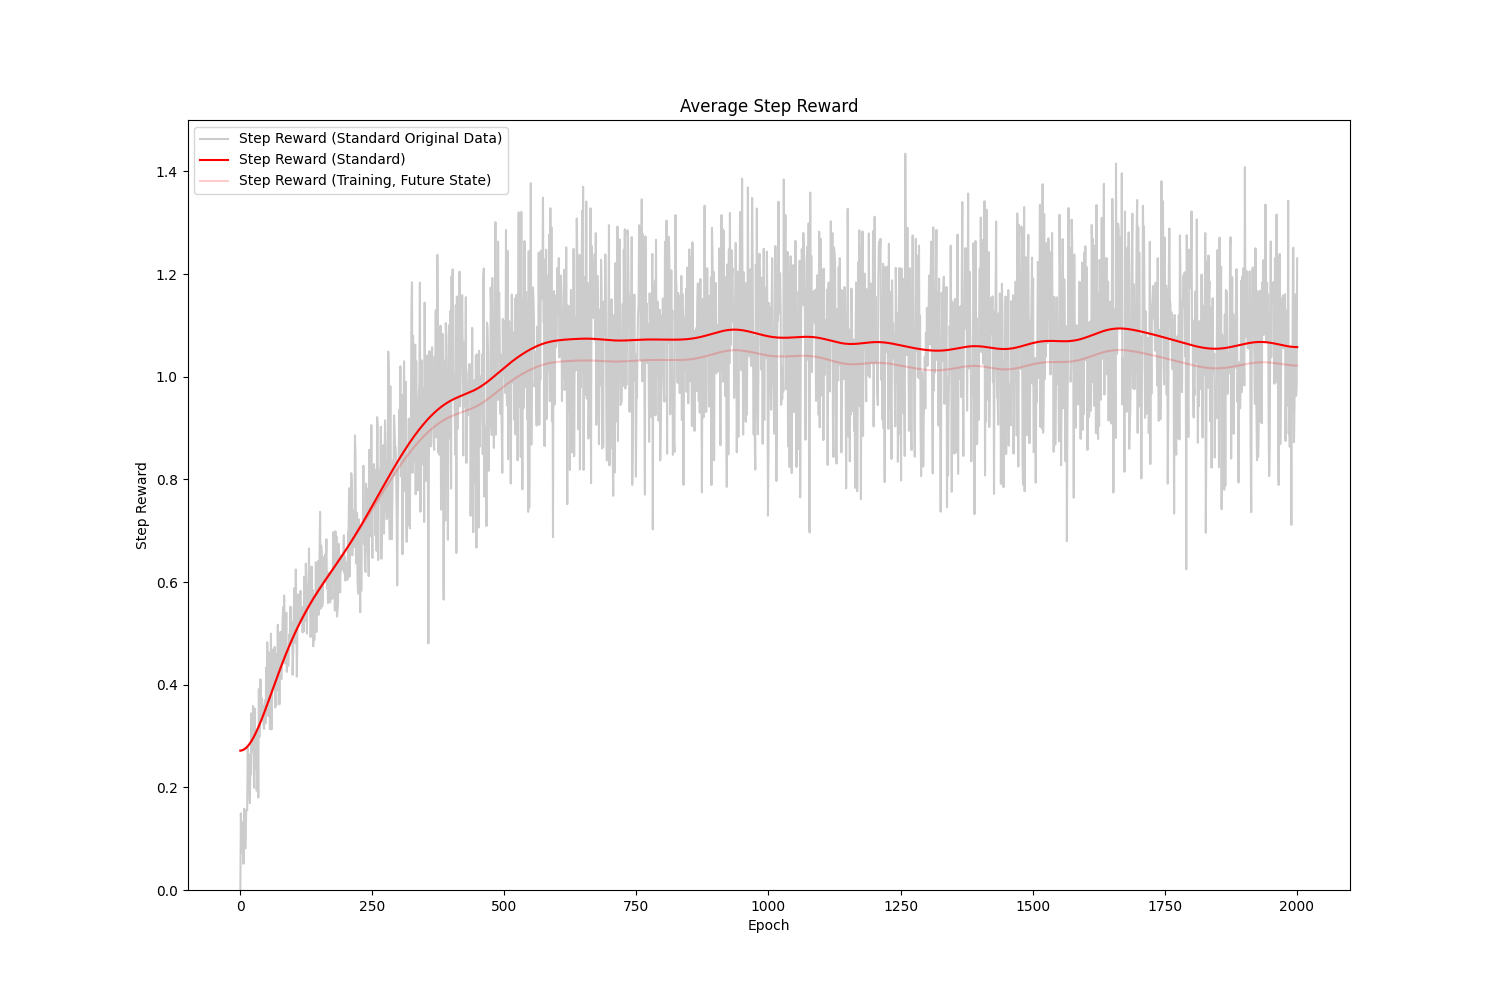 Average Step Reward
Step Reward (Standard Original Data)
Step Reward (Standard)
Step Reward (Training, Future State)
1.4
1.2
1.0
0.8
0.6
0.4
0.2
0.0
Step Reward
0 250 500 750 1000 1250 1500 1750 2000
Epoch